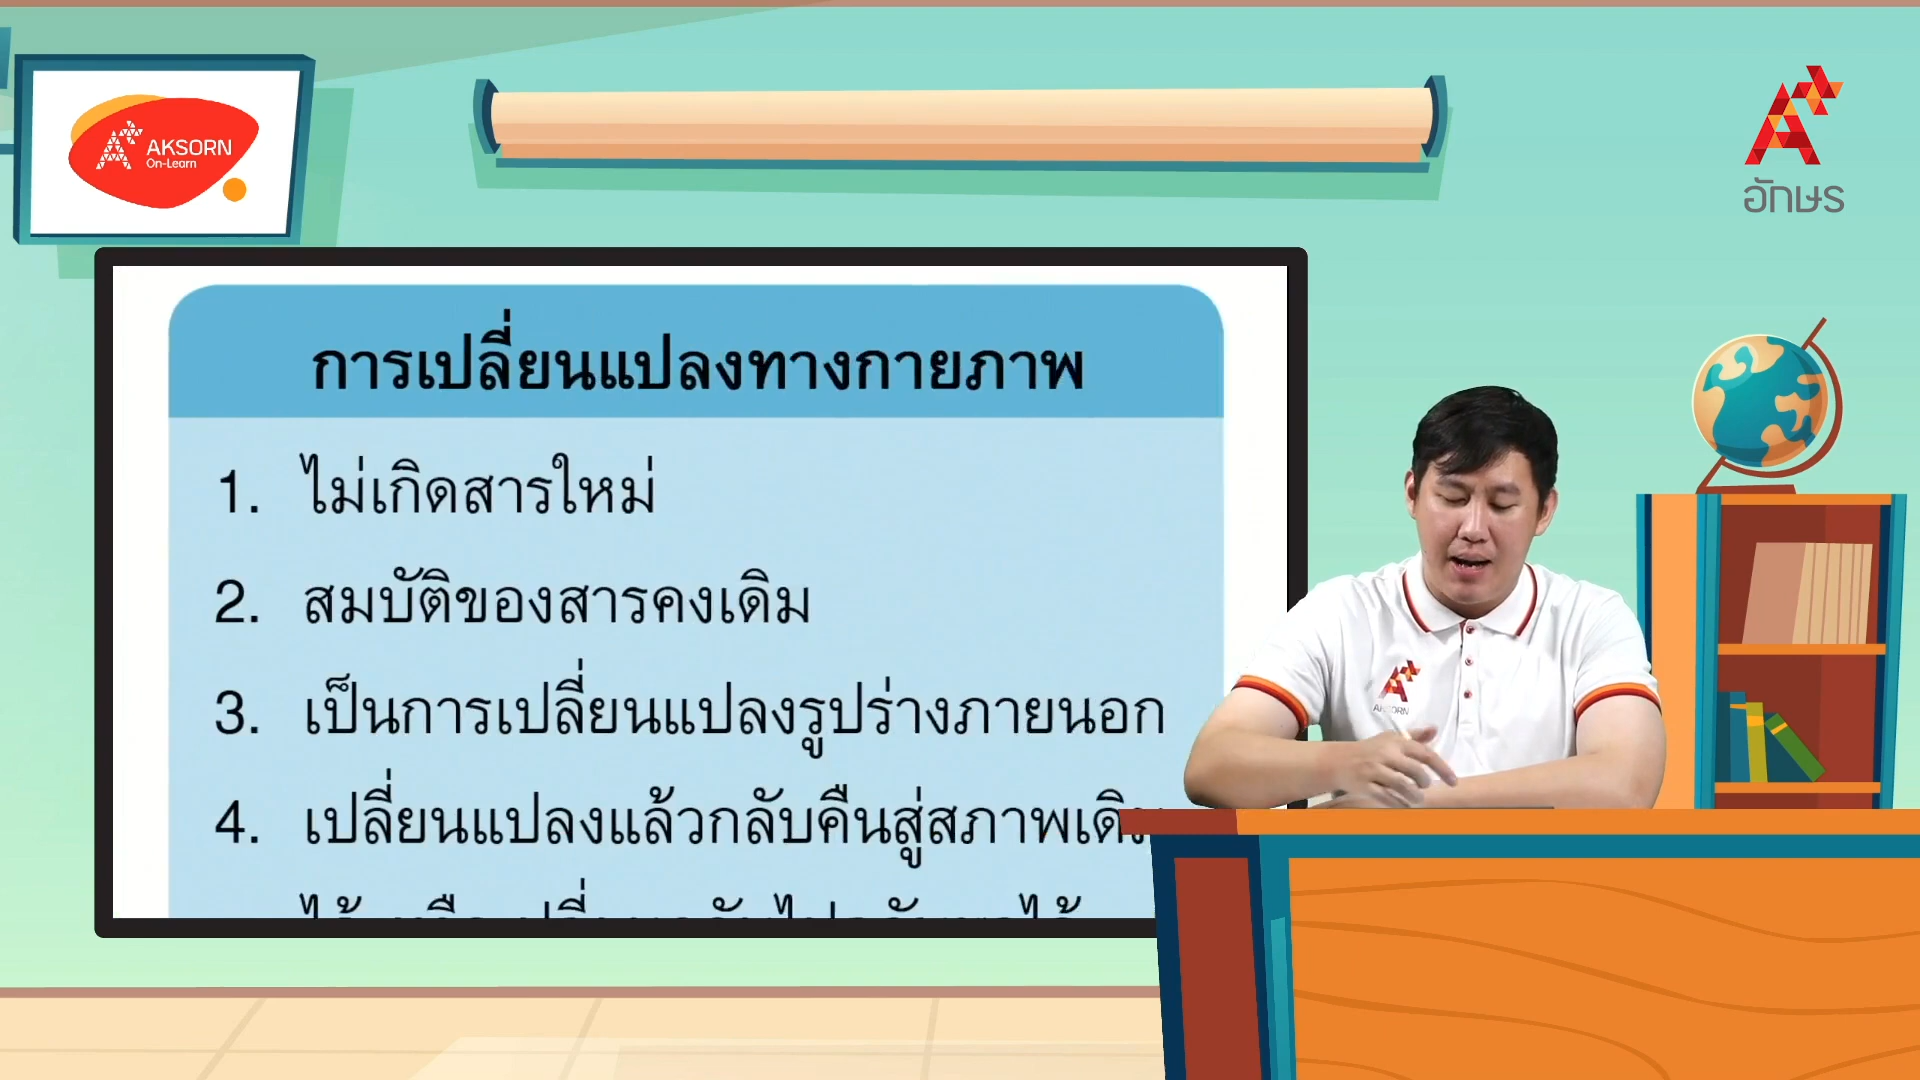 AKSORN
On-Learn
อักษร
การเปลี่ยนแปลงทางกายภาพ
1. ไม่เกิดสารใหม่
2. สมบัติของสารคงเดิม
3. เป็นการเปลี่ยนแปลงรูปร่างภายนอก
4. เปลี่ยนแปลงแล้วกลับคืนสู่สภาพเดิม
AKSORN